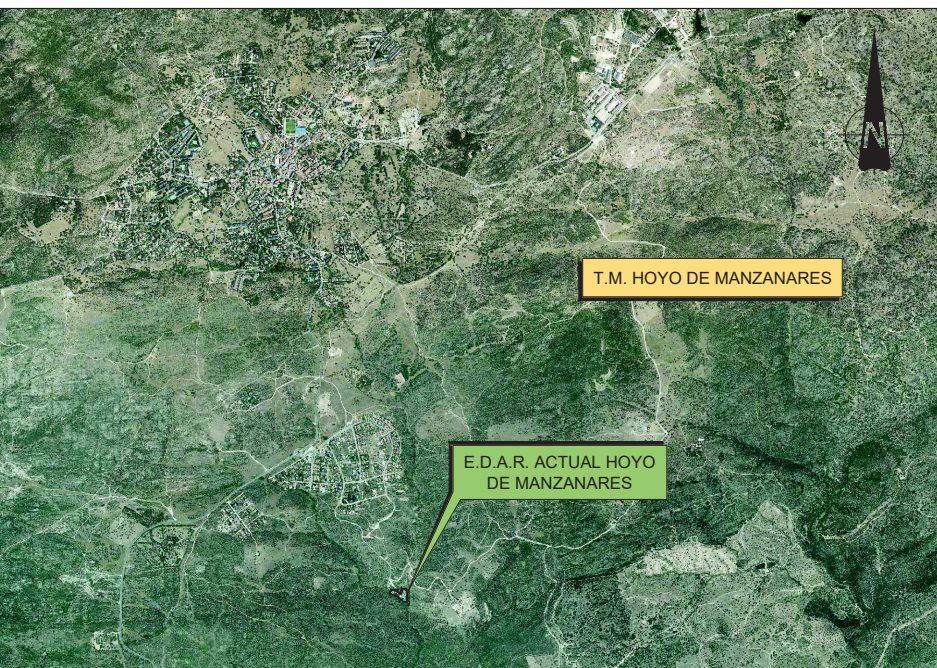 N
T.M. HOYO DE MANZANARES
E.D.A.R. ACTUAL HOYO
DE MANZANARES